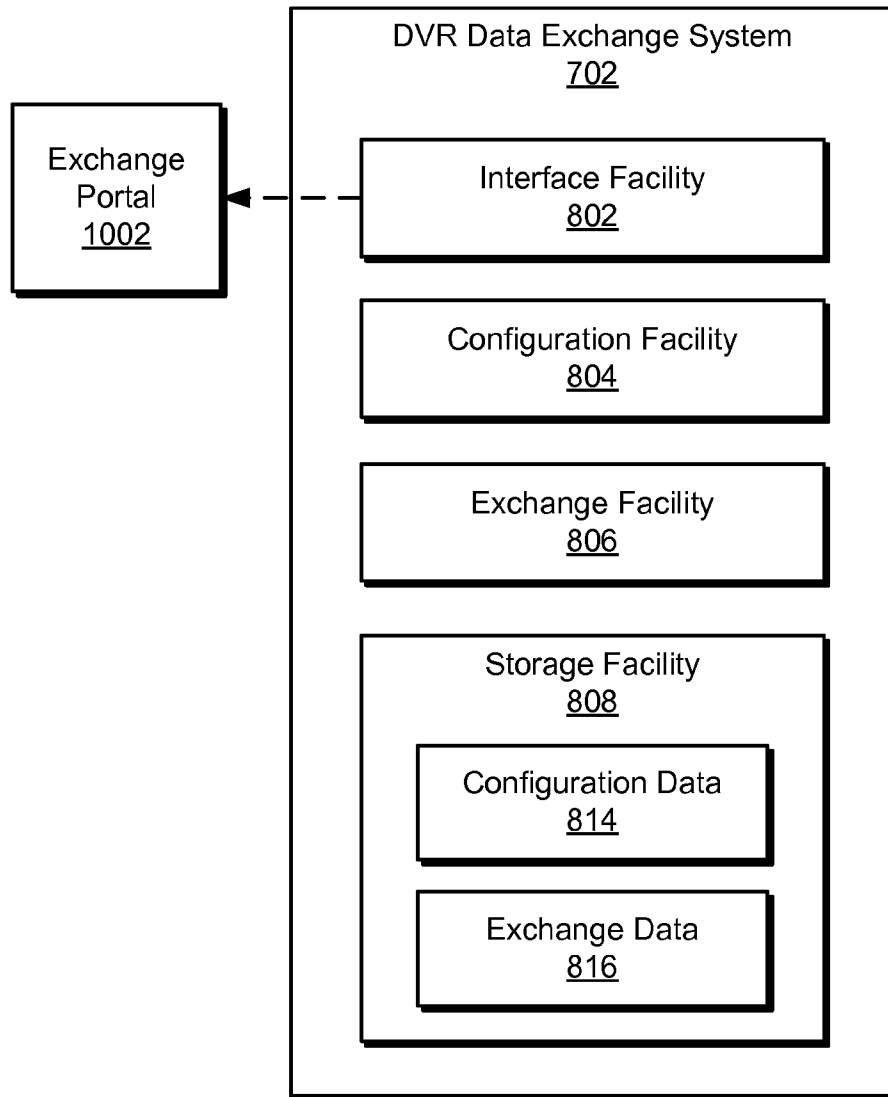 DVR Data Exchange System
702
Exchange
Portal
1002
Interface Facility
802
Configuration Facility
804
Exchange Facility
806
Storage Facility
808
Configuration Data
814
Exchange Data
816